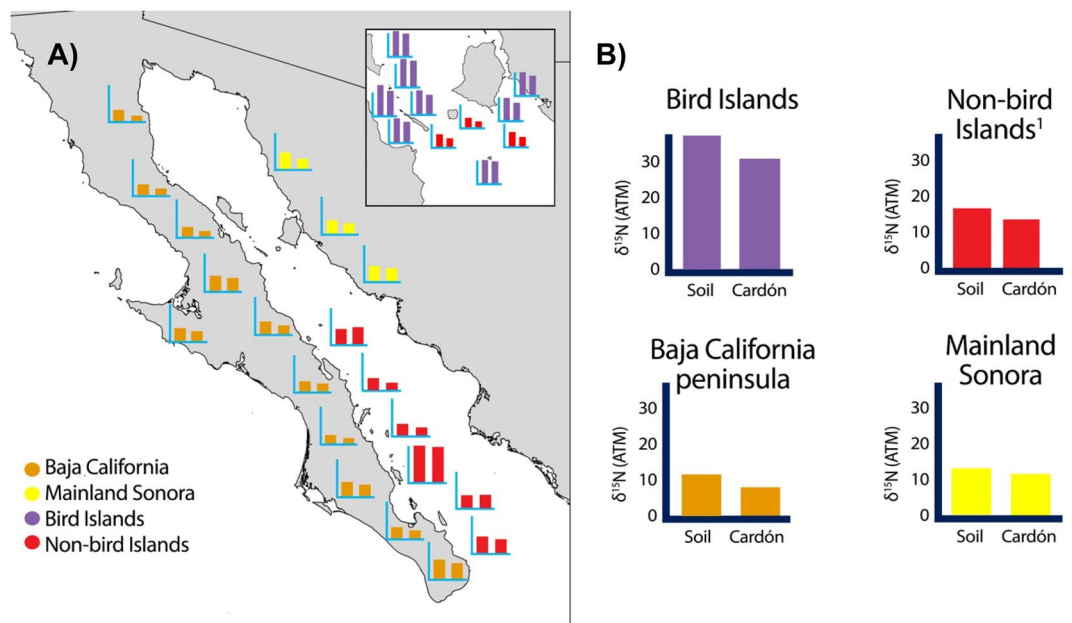 A)
Baja California
Mainland Sonora
Bird Islands
Non-bird Islands
B)
Bird Islands
δ¹⁵N (ATM)
30
20
10
0
Soil Cardón
Non-bird
Islands¹
δ¹⁵N (ATM)
30
20
10
0
Soil Cardón
Baja California
peninsula
δ¹⁵N (ATM)
30
20
10
0
Soil Cardón
Mainland
Sonora
δ¹⁵N (ATM)
30
20
10
0
Soil Cardón